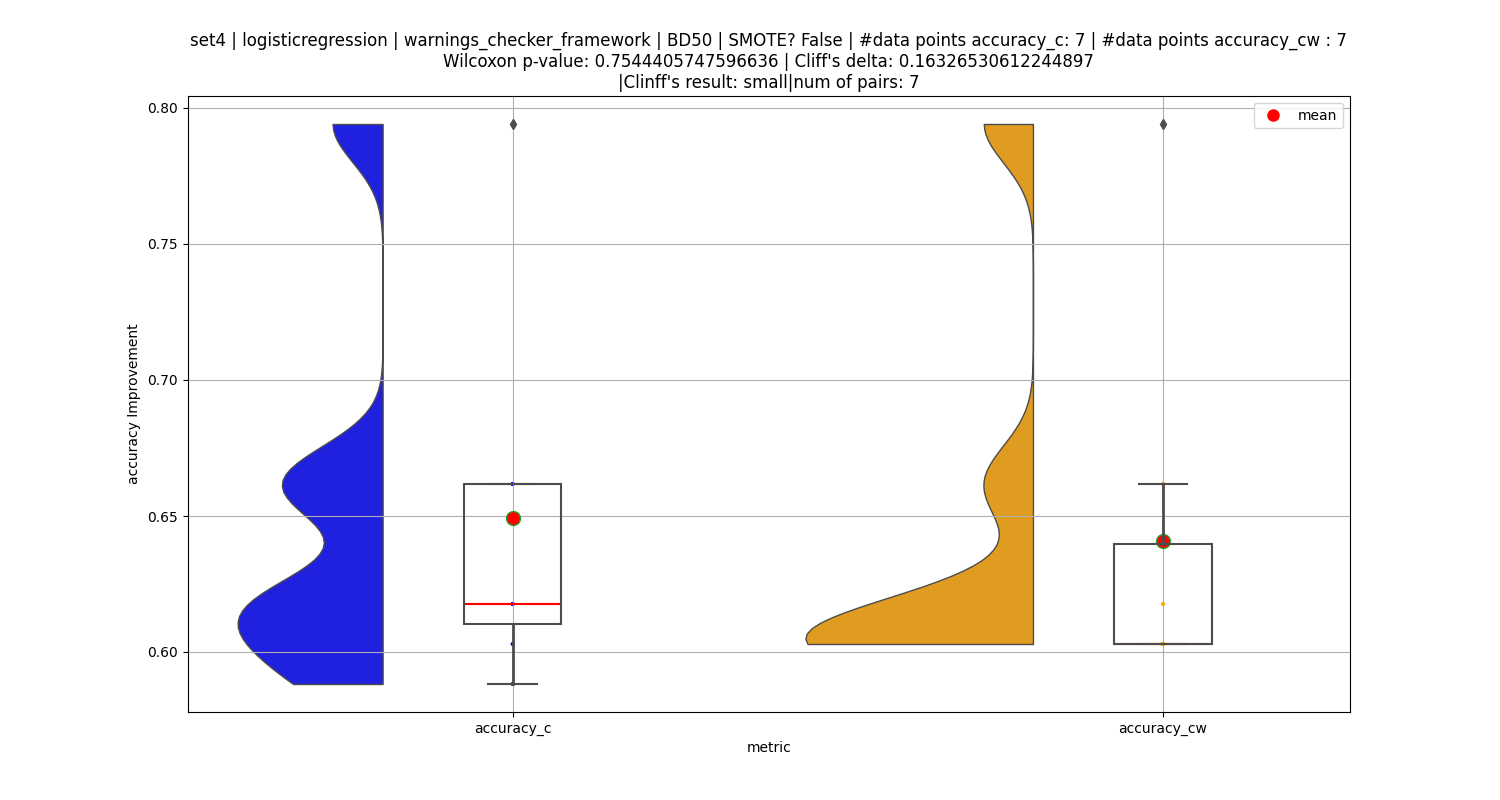 set4 | logisticregression | warnings_checker_framework | BD50 | SMOTE? False | #data points accuracy_c: 7 | #data points accuracy_cw : 7
Wilcoxon p-value: 0.7544405747596636 | Cliff's delta: 0.16326530612244897
|Clinff's result: small|num of pairs: 7
mean
accuracy Improvement
0.80
0.75
0.70
0.65
0.60
accuracy_c
accuracy_cw
metric